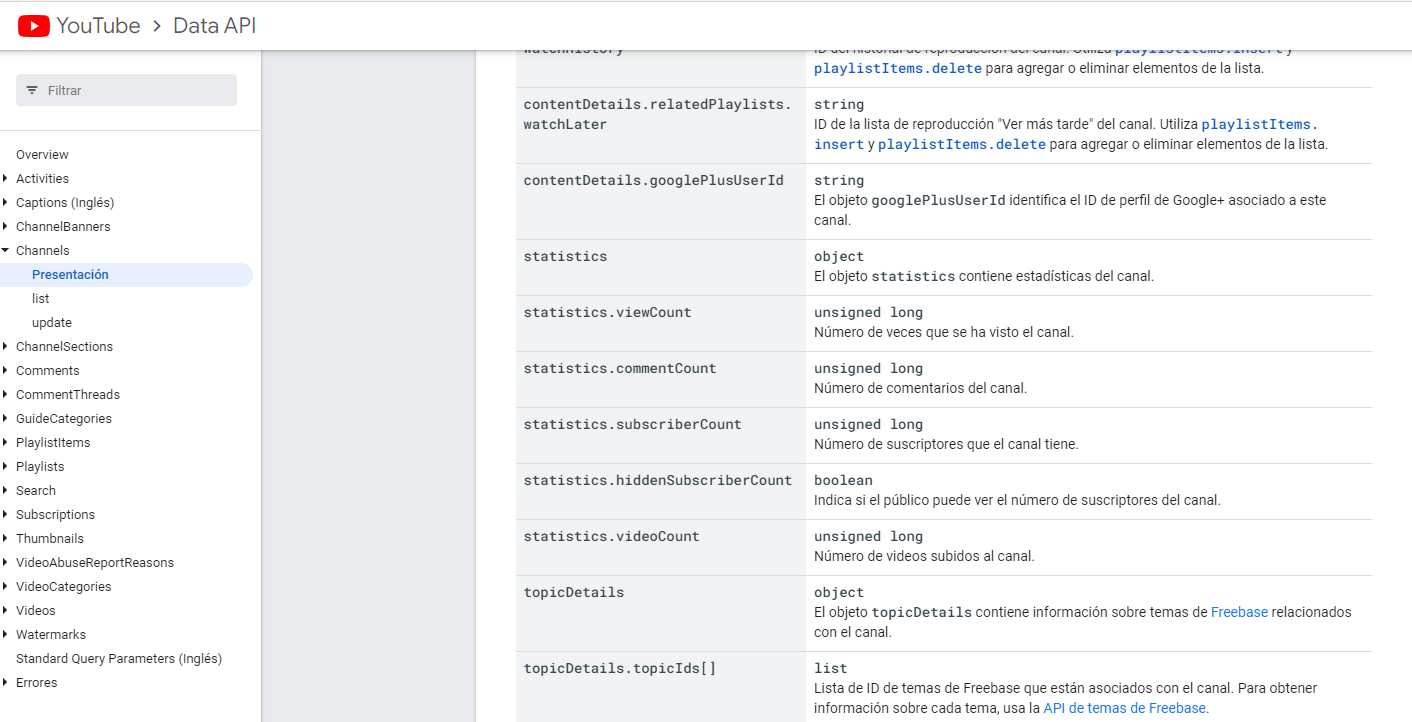 YouTube > Data API
Filtrar
Overview
Activities
Captions (Inglés)
ChannelBanners
Channels
Presentación
list
update
ChannelSections
Comments
CommentThreads
GuideCategories
PlaylistItems
Playlists
Search
Subscriptions
Thumbnails
VideoAbuseReportReasons
VideoCategories
Videos
Watermarks
Standard Query Parameters (Inglés)
Errores
watchHistory
ID del historial de reproducción del canal. Utiliza playlistItems.insert y
playlistItems.delete para agregar o eliminar elementos de la lista.
contentDetails.relatedPlaylists.
watchLater
string
ID de la lista de reproducción "Ver más tarde" del canal. Utiliza playlistItems.
insert y playlistItems.delete para agregar o eliminar elementos de la lista.
contentDetails.googlePlusUserId
string
El objeto googlePlusUserId identifica el ID de perfil de Google+ asociado a este
canal.
statistics
object
El objeto statistics contiene estadísticas del canal.
statistics.viewCount
unsigned long
Número de veces que se ha visto el canal.
statistics.commentCount
unsigned long
Número de comentarios del canal.
statistics.subscriberCount
unsigned long
Número de suscriptores que el canal tiene.
statistics.hiddenSubscriberCount
boolean
Indica si el público puede ver el número de suscriptores del canal.
statistics.videoCount
unsigned long
Número de videos subidos al canal.
topicDetails
object
El objeto topicDetails contiene información sobre temas de Freebase relacionados
con el canal.
topicDetails.topicIds[]
list
Lista de ID de temas de Freebase que están asociados con el canal. Para obtener
información sobre cada tema, usa la API de temas de Freebase.